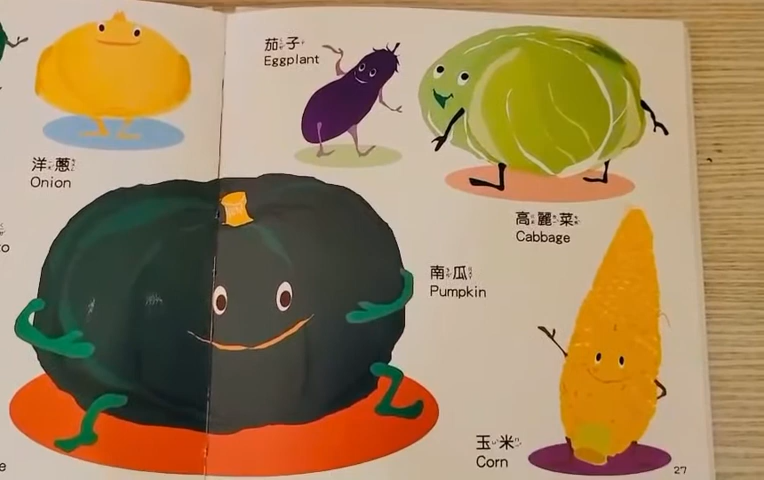 洋蔥
Onion
茄子
Eggplant
高麗菜
Cabbage
南瓜
Pumpkin
玉米
Corn
27